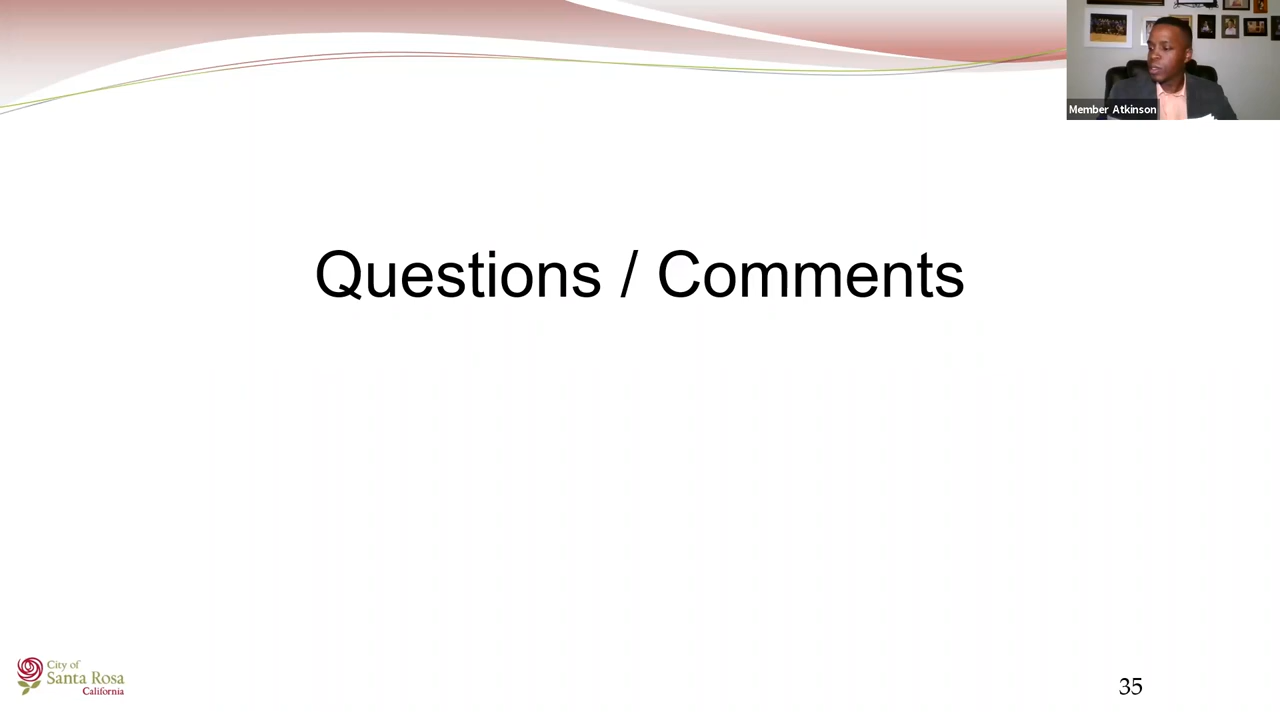 Member Atkinson
Questions / Comments
City of
Santa Rosa
California
35